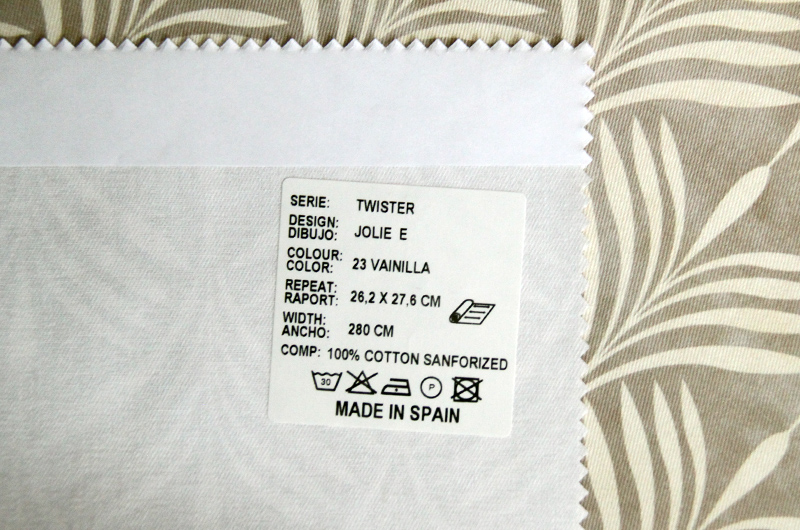 SERIE: TWISTER
DESIGN:
DIBUJO: JOLIE E
COLOUR:
COLOR: 23 VAINILLA
REPEAT:
RAPORT: 26,2 X 27,6 CM
WIDTH:
ANCHO: 280 CM
COMP: 100% COTTON SANFORIZED
30 P
MADE IN SPAIN